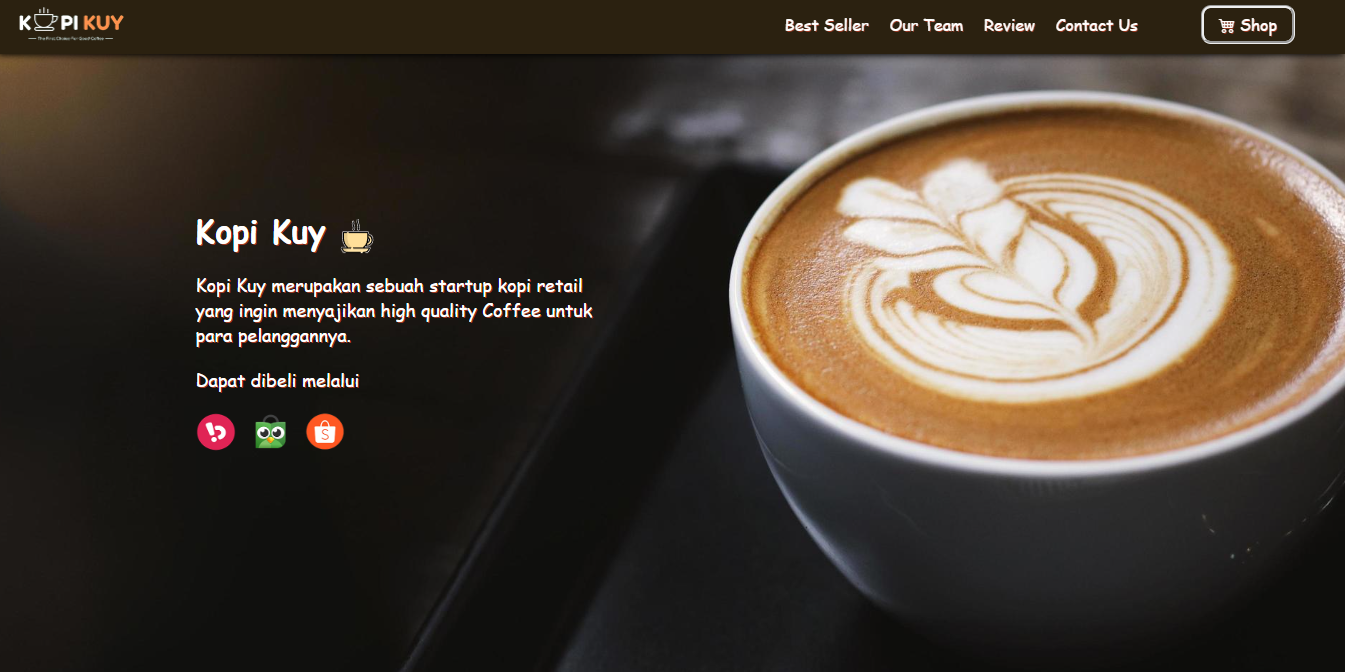 KOPI KUY
The First Choice For Good Coffee
Best Seller
Our Team
Review
Contact Us
Shop
Kopi Kuy
Kopi Kuy merupakan sebuah startup kopi retail
yang ingin menyajikan high quality Coffee untuk
para pelanggannya.
Dapat dibeli melalui